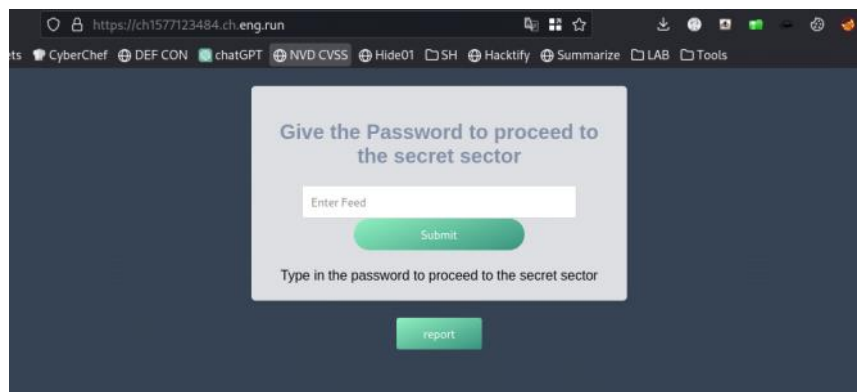 https://ch1577123484.ch.eng.run
ts CyberChef DEF CON chatGPT NVD CVSS Hide01 SH Hacktify Summarize LAB Tools
Give the Password to proceed to
the secret sector
Enter Feed
Submit
Type in the password to proceed to the secret sector
report